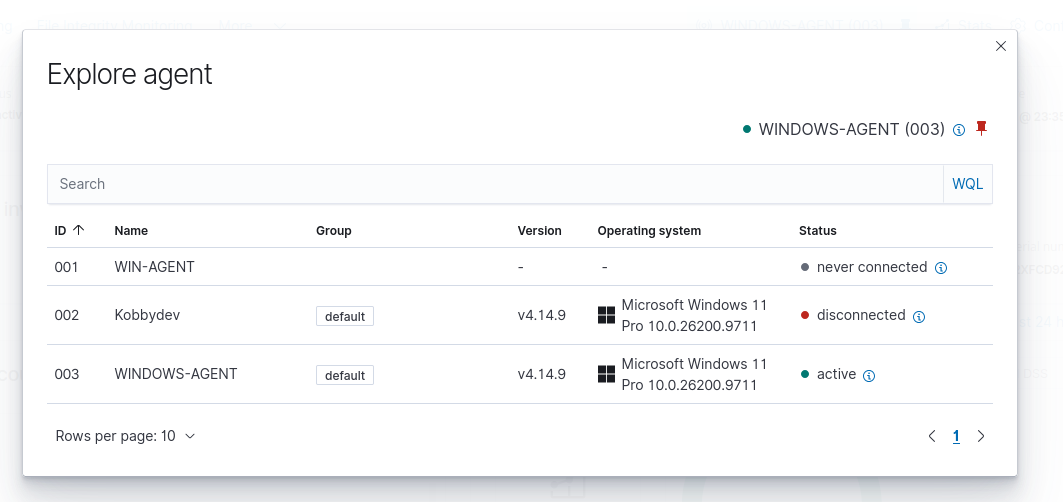 Explore agent
WINDOWS-AGENT (003)
Search
WQL
ID Name Group Version Operating system Status
001 WIN-AGENT - - never connected
002 Kobbydev default v4.14.9 Microsoft Windows 11
Pro 10.0.26200.9711 disconnected
003 WINDOWS-AGENT default v4.14.9 Microsoft Windows 11
Pro 10.0.26200.9711 active
Rows per page: 10
1